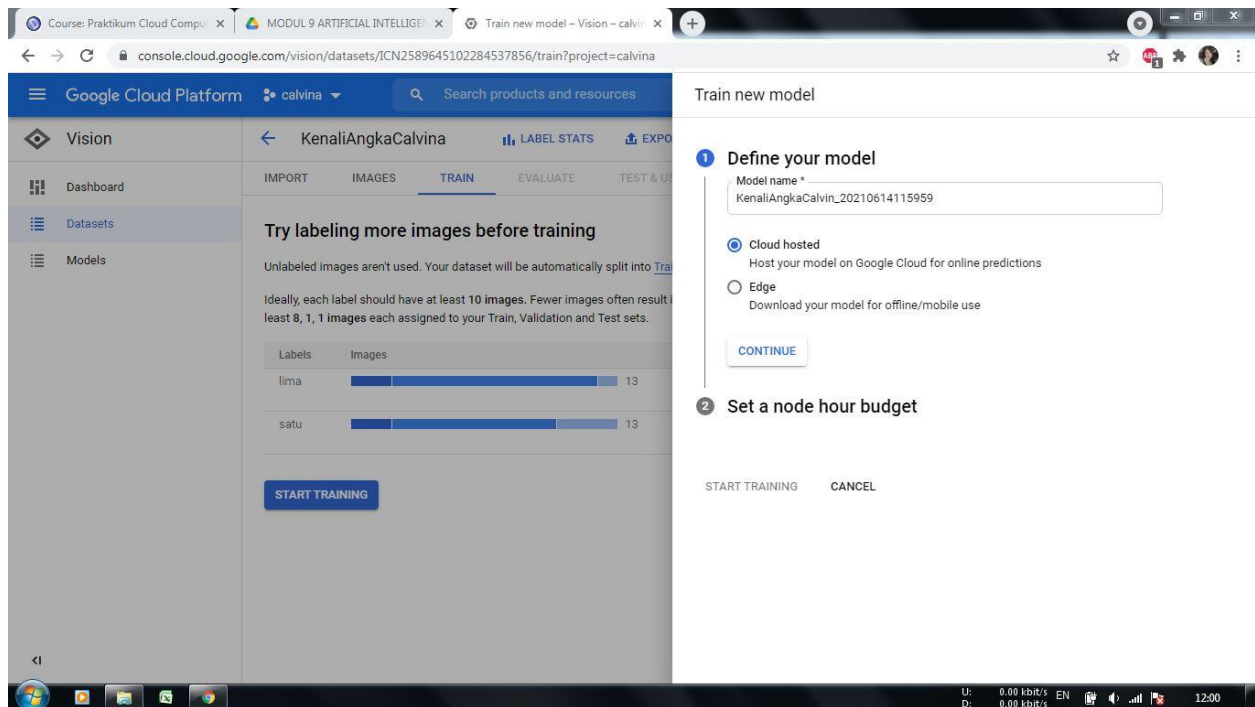 Course: Praktikum Cloud Comput
MODUL 9 ARTIFICIAL INTELLIGEN
Train new model – Vision – calvin
console.cloud.google.com/vision/datasets/ICN2589645102284537856/train?project=calvina
ABP
1
Google Cloud Platform
calvina
Search products and resources
Vision
Dashboard
Datasets
Models
KenaliAngkaCalvina
LABEL STATS
EXPO
IMPORT
IMAGES
TRAIN
EVALUATE
TEST & US
Try labeling more images before training
Unlabeled images aren't used. Your dataset will be automatically split into Trai
Ideally, each label should have at least 10 images. Fewer images often result i
least 8, 1, 1 images each assigned to your Train, Validation and Test sets.
Labels Images
lima 13
satu 13
START TRAINING
Train new model
1 Define your model
Model name *
KenaliAngkaCalvin_20210614115959
Cloud hosted
Host your model on Google Cloud for online predictions
Edge
Download your model for offline/mobile use
CONTINUE
2 Set a node hour budget
START TRAINING CANCEL
U: 0.00 kbit/s
D: 0.00 kbit/s
EN
12:00